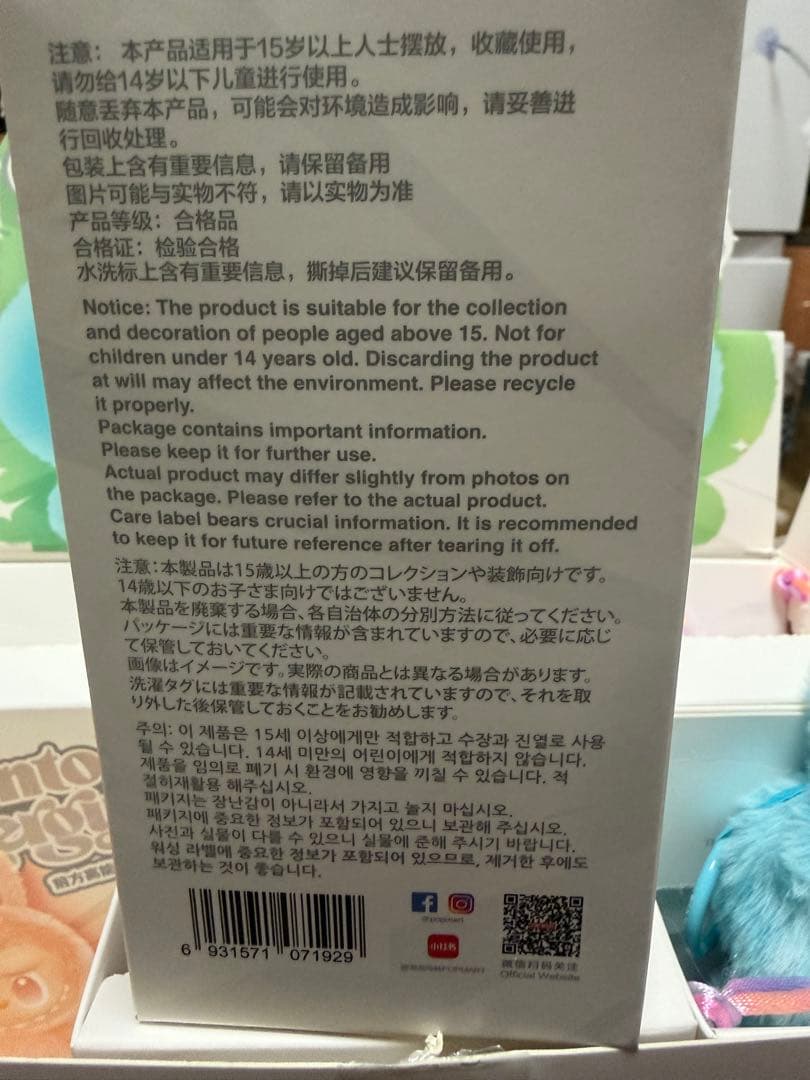 注意：本产品适用于15岁以上人士摆放，收藏使用，
请勿给14岁以下儿童进行使用。
随意丢弃本产品，可能会对环境造成影响，请妥善进
行回收处理。
包装上含有重要信息，请保留备用
图片可能与实物不符，请以实物为准
产品等级：合格品
合格证：检验合格
水洗标上含有重要信息，撕掉后建议保留备用。
Notice: The product is suitable for the collection
and decoration of people aged above 15. Not for
children under 14 years old. Discarding the product
at will may affect the environment. Please recycle
it properly.
Package contains important information.
Please keep it for further use.
Actual product may differ slightly from photos on
the package. Please refer to the actual product.
Care label bears crucial information. It is recommended
to keep it for future reference after tearing it off.
注意：本製品は15歳以上の方のコレクションや装飾向けです。
14歳以下のお子さま向けではございません。
本製品を廃棄する場合、各自治体の分別方法に従ってください。
パッケージには重要な情報が含まれていますので、必要に応じ
て保管しておいてください。
画像はイメージです。実際の商品とは異なる場合があります。
洗濯タグには重要な情報が記載されていますので、それを取
り外した後保管しておくことをお勧めします。
주의: 이 제품은 15세 이상에게만 적합하고 수장과 진열로 사용
될 수 있습니다. 14세 미만의 어린이에게 적합하지 않습니다.
제품을 임의로 폐기 시 환경에 영향을 끼칠 수 있습니다. 적
절히재활용 해주십시오.
패키지는 장난감이 아니라서 가지고 놀지 마십시오.
패키지에 중요한 정보가 포함되어 있으니 보관해 주십시오.
사진과 실물이 다를 수 있으니 실물에 준해 주시기 바랍니다.
워싱 라벨에 중요한 정보가 포함되어 있으므로, 제거한 후에도
보관하는 것이 좋습니다.
6 931571 071929
@popmart
小红书
微信扫码关注
Official Website